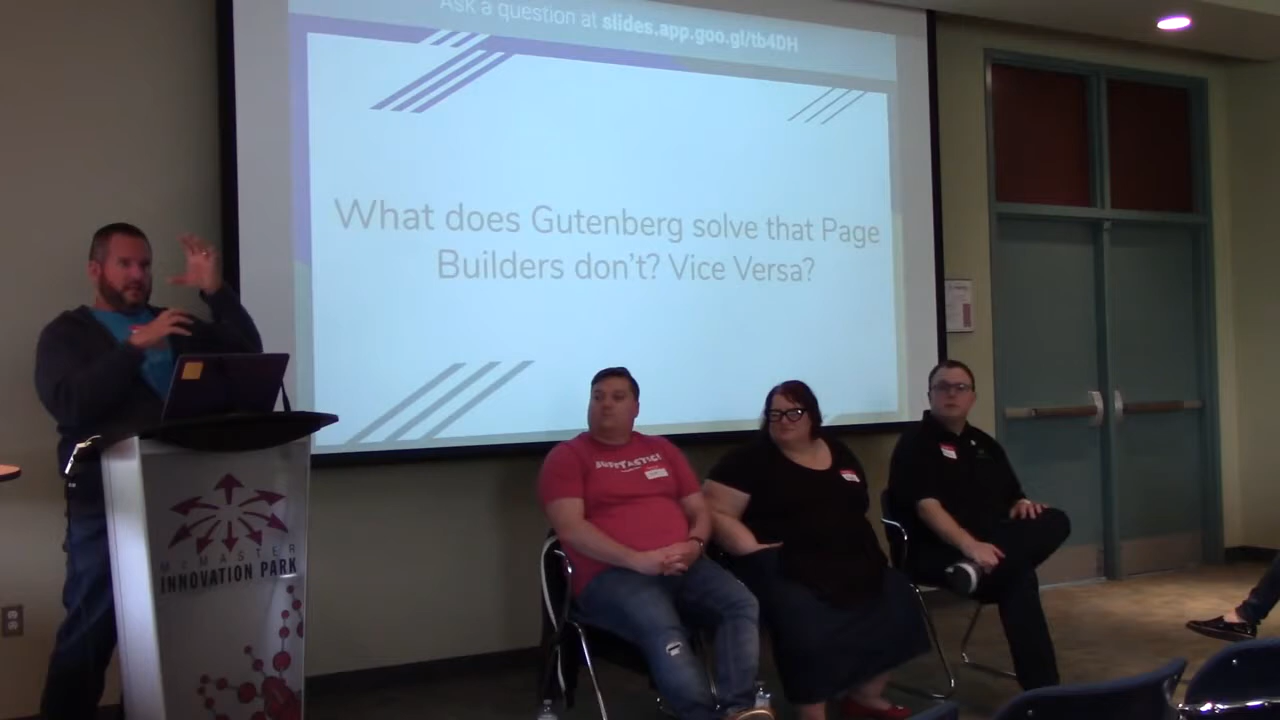 Ask a question at slides.app.goo.gl/tb4DH
What does Gutenberg solve that Page
Builders don't? Vice Versa?
McMASTER
INNOVATION PARK